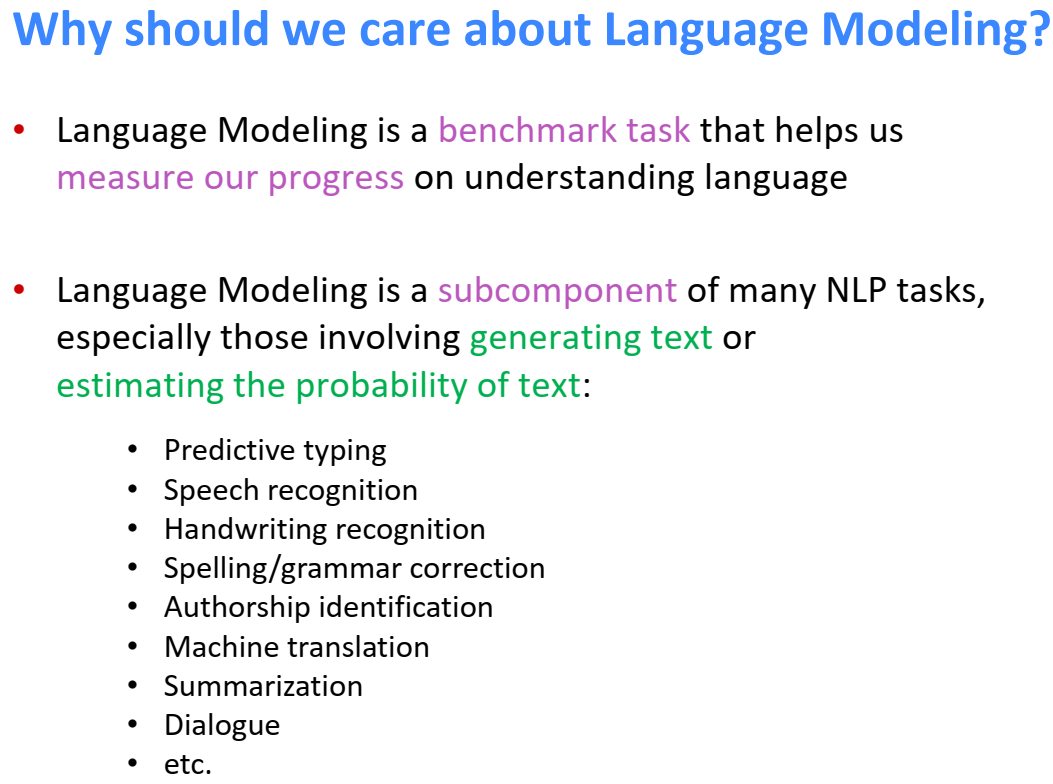 Why should we care about Language Modeling?
• Language Modeling is a benchmark task that helps us
measure our progress on understanding language
• Language Modeling is a subcomponent of many NLP tasks,
especially those involving generating text or
estimating the probability of text:
• Predictive typing
• Speech recognition
• Handwriting recognition
• Spelling/grammar correction
• Authorship identification
• Machine translation
• Summarization
• Dialogue
• etc.